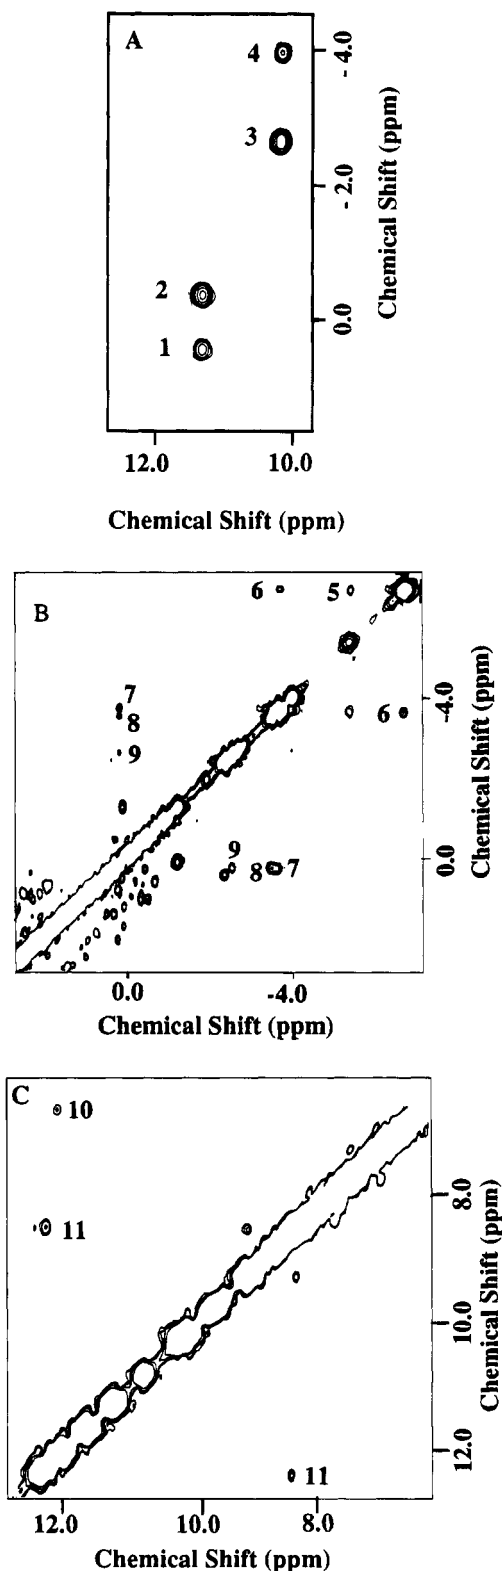 A
4
3
2
1
-4.0
-2.0
0.0
Chemical Shift (ppm)
12.0 10.0
Chemical Shift (ppm)
B
6 5
7
8
9
6
9
8 7
-4.0
0.0
Chemical Shift (ppm)
0.0 -4.0
Chemical Shift (ppm)
C
10
11
11
8.0
10.0
12.0
Chemical Shift (ppm)
12.0 10.0 8.0
Chemical Shift (ppm)